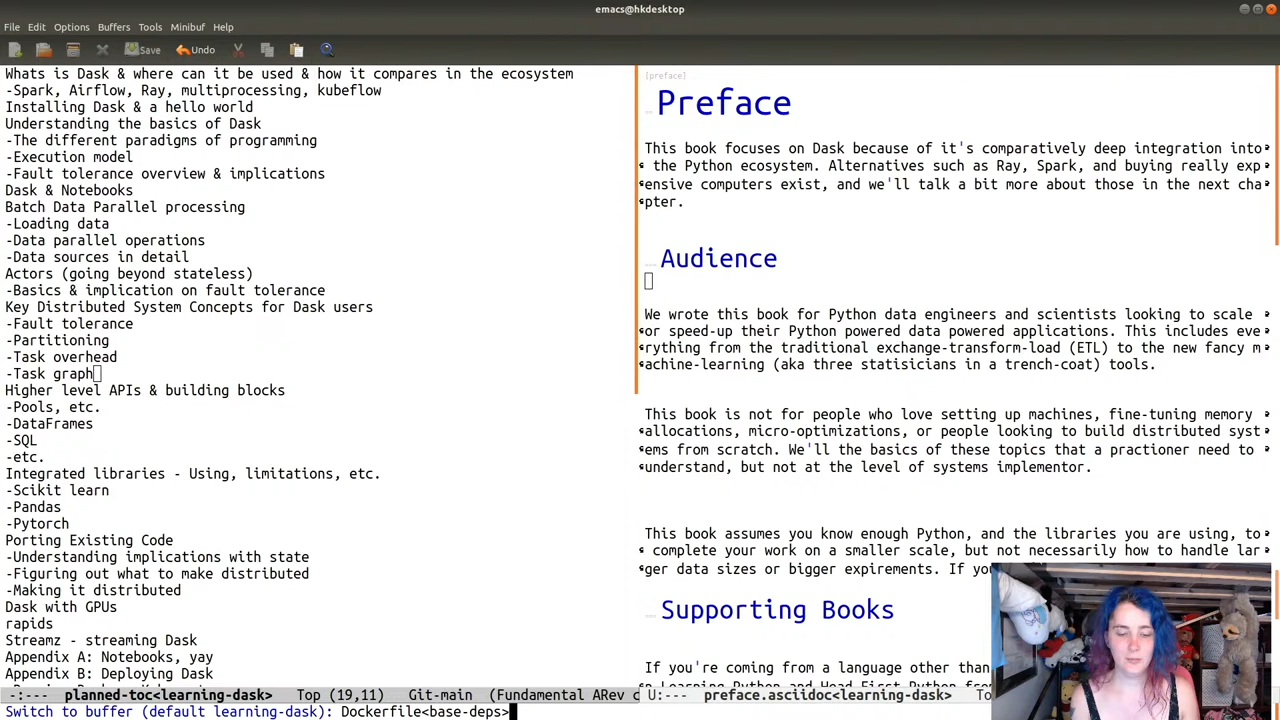 emacs@hkdesktop
File Edit Options Buffers Tools Minibuf Help
Save Undo
Whats is Dask & where can it be used & how it compares in the ecosystem
-Spark, Airflow, Ray, multiprocessing, kubeflow
Installing Dask & a hello world
Understanding the basics of Dask
-The different paradigms of programming
-Execution model
-Fault tolerance overview & implications
Dask & Notebooks
Batch Data Parallel processing
-Loading data
-Data parallel operations
-Data sources in detail
Actors (going beyond stateless)
-Basics & implication on fault tolerance
Key Distributed System Concepts for Dask users
-Fault tolerance
-Partitioning
-Task overhead
-Task graph
Higher level APIs & building blocks
-Pools, etc.
-DataFrames
-SQL
-etc.
Integrated libraries - Using, limitations, etc.
-Scikit learn
-Pandas
-Pytorch
Porting Existing Code
-Understanding implications with state
-Figuring out what to make distributed
-Making it distributed
Dask with GPUs
rapids
Streamz - streaming Dask
Appendix A: Notebooks, yay
Appendix B: Deploying Dask
-:--- planned-toc<learning-dask> Top (19,11) Git-main (Fundamental ARev c
[preface]
Preface
This book focuses on Dask because of it's comparatively deep integration into
the Python ecosystem. Alternatives such as Ray, Spark, and buying really exp
ensive computers exist, and we'll talk a bit more about those in the next cha
pter.
Audience
We wrote this book for Python data engineers and scientists looking to scale
or speed-up their Python powered data powered applications. This includes eve
rything from the traditional exchange-transform-load (ETL) to the new fancy m
achine-learning (aka three statisicians in a trench-coat) tools.
This book is not for people who love setting up machines, fine-tuning memory
allocations, micro-optimizations, or people looking to build distributed syst
ems from scratch. We'll the basics of these topics that a practioner need to
understand, but not at the level of systems implementor.
This book assumes you know enough Python, and the libraries you are using, to
complete your work on a smaller scale, but not necessarily how to handle lar
ger data sizes or bigger expirements. If
Supporting Books
If you're coming from a language other
U:--- preface.asciidoc<learning-dask>
Switch to buffer (default learning-dask): Dockerfile<base-deps>